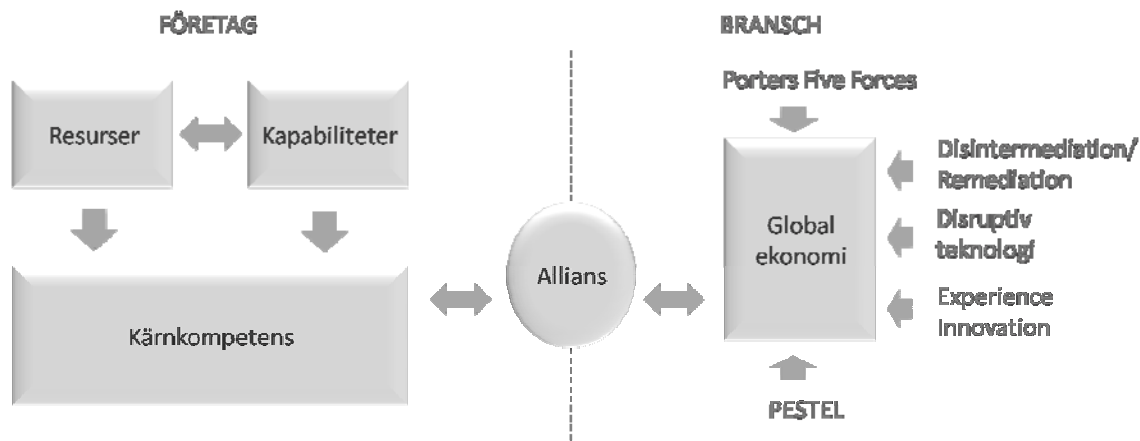 FÖRETAG
BRANSCH
Porters Five Forces
Resurser
Kapabiliteter
Disintermediation/
Remediation
Global
ekonomi
Disruptiv
teknologi
Allians
Experience
Innovation
Kärnkompetens
PESTEL